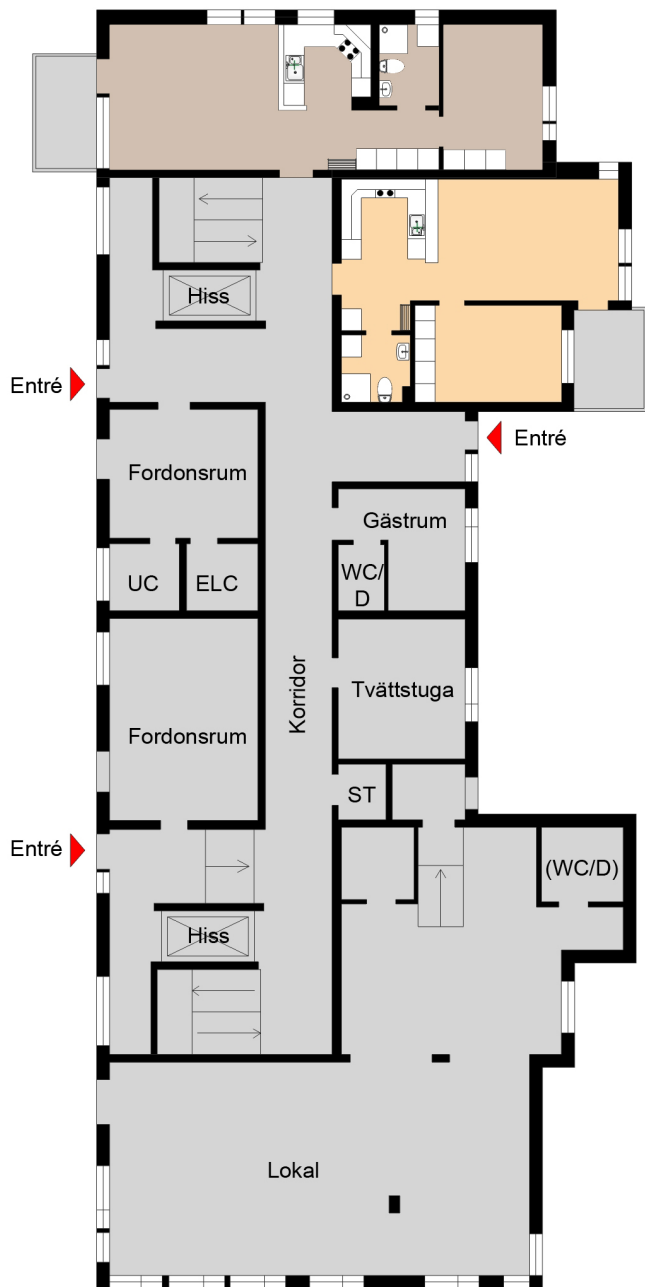 Hiss
Entré
Entré
Fordonsrum
Gästrum
UC
ELC
WC/
D
Korridor
Tvättstuga
Fordonsrum
ST
Entré
(WC/D)
Hiss
Lokal